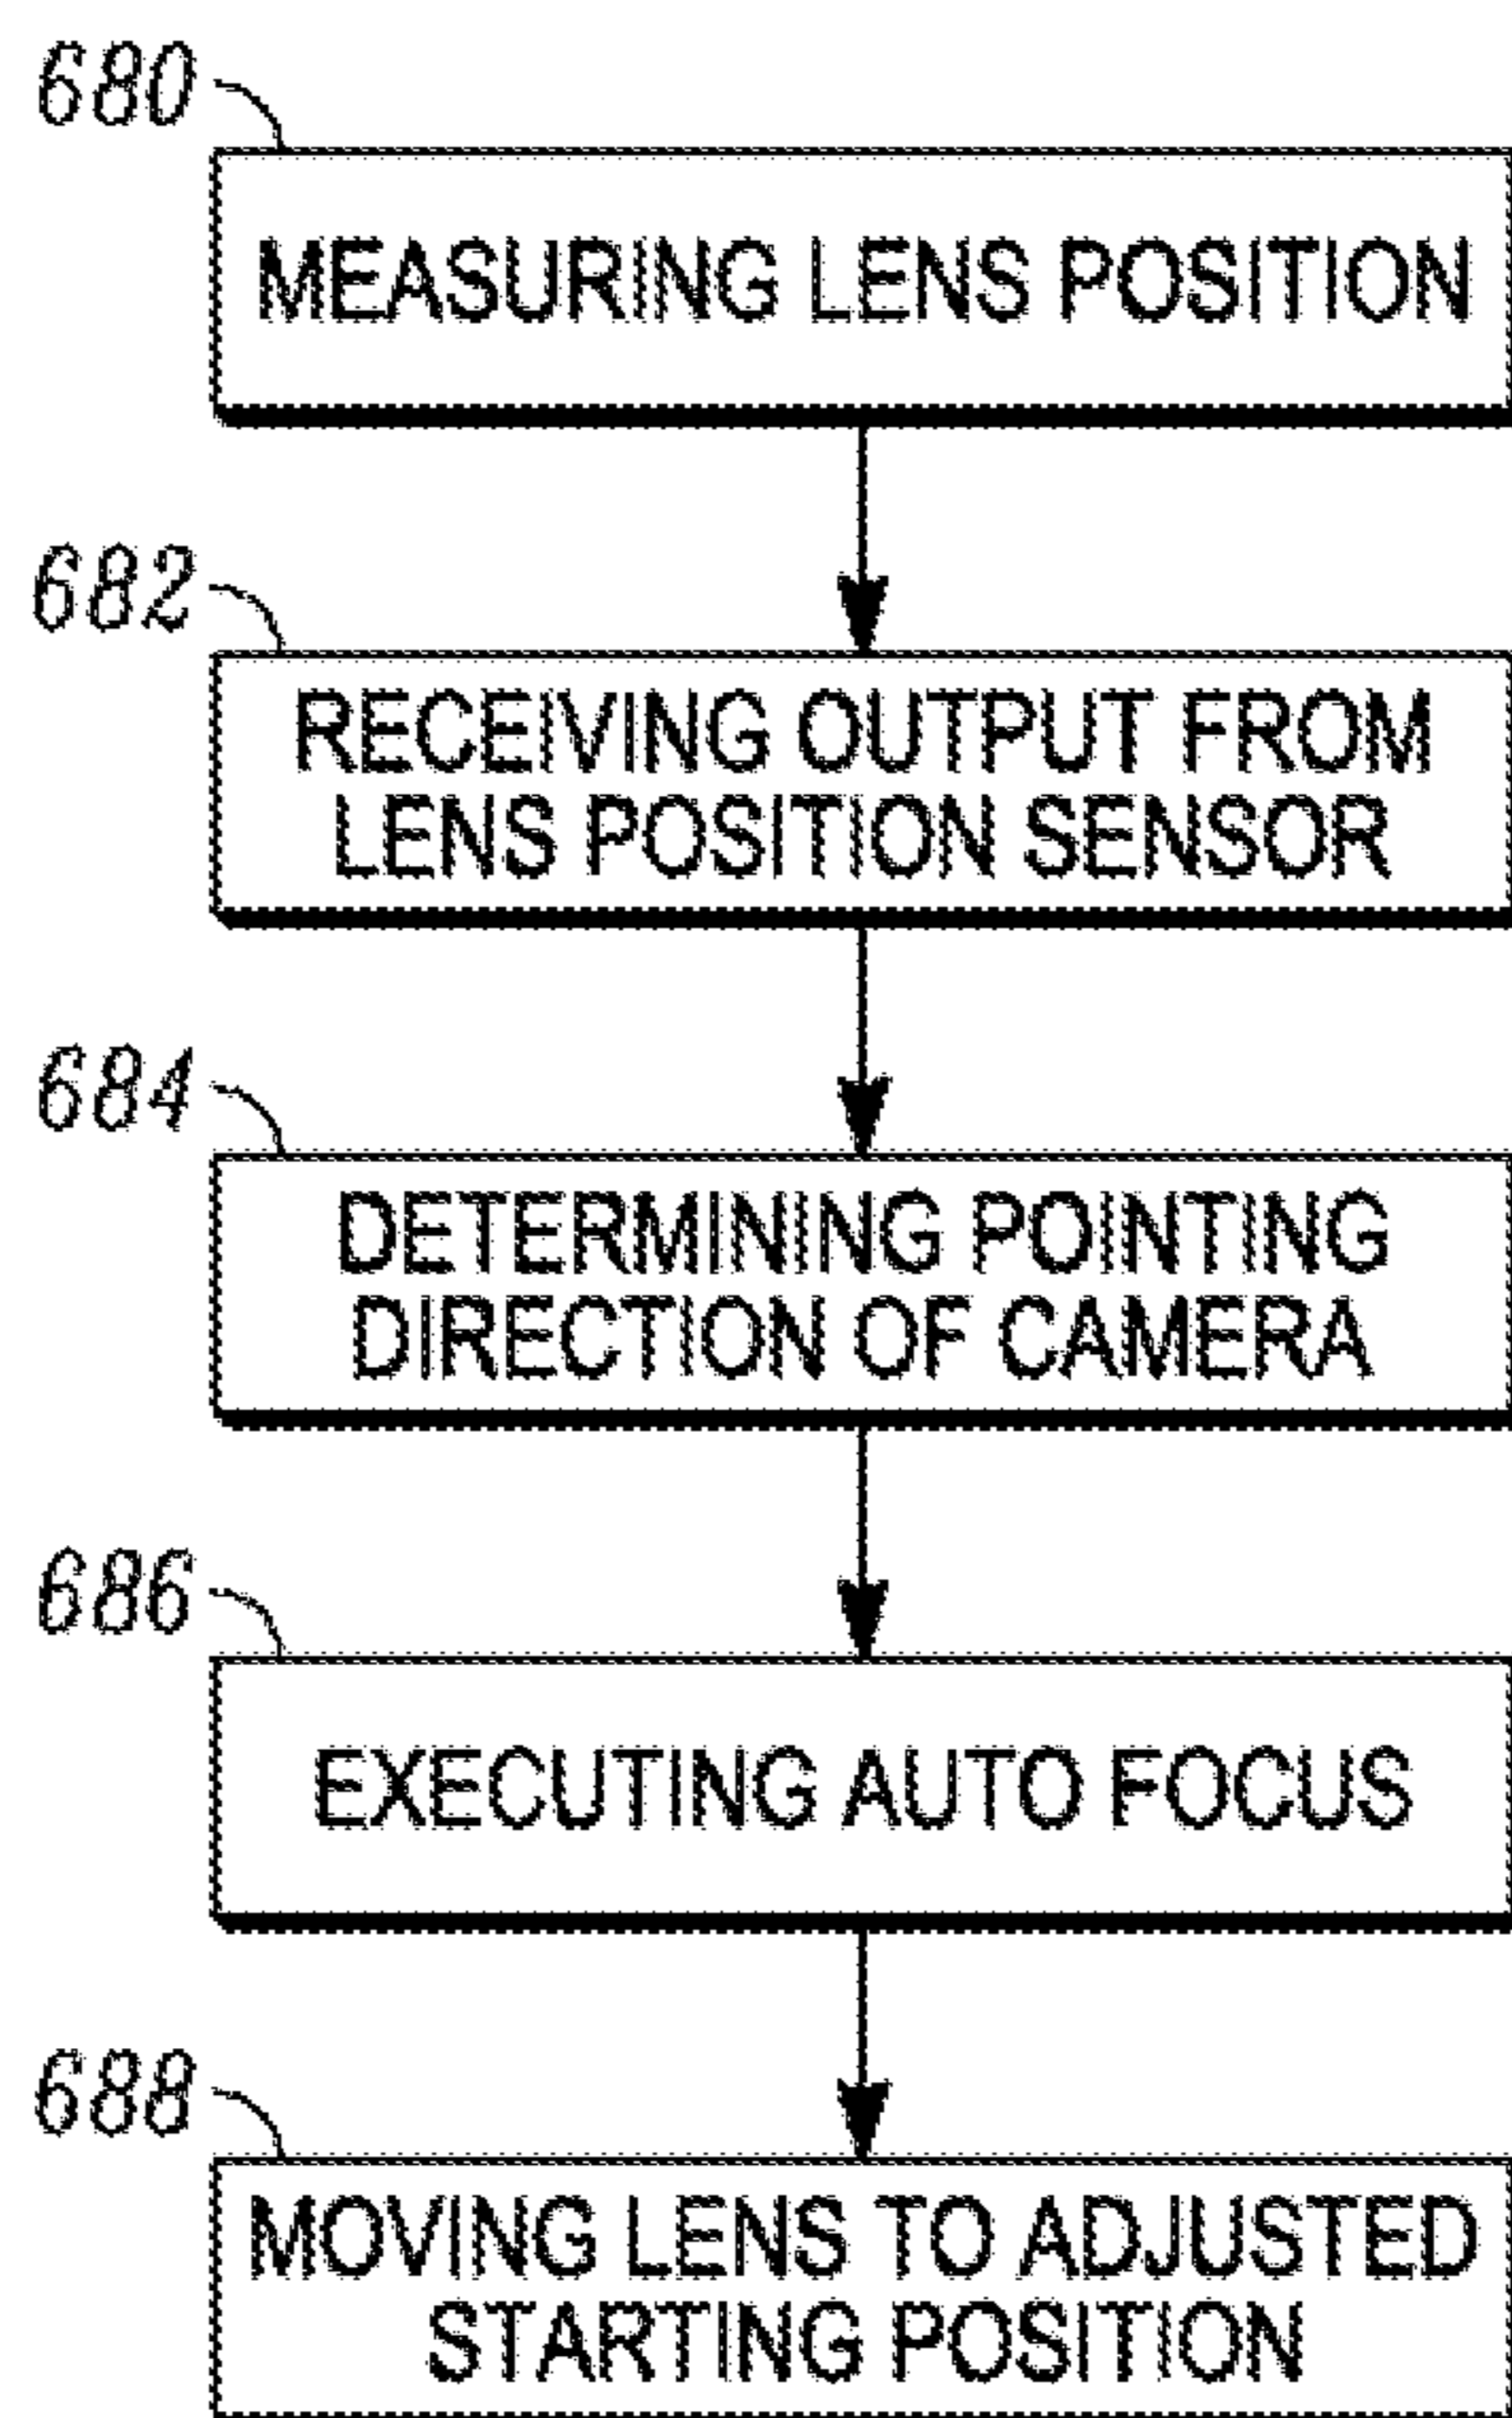 680
MEASURING LENS POSITION
682
RECEIVING OUTPUT FROM
LENS POSITION SENSOR
684
DETERMINING POINTING
DIRECTION OF CAMERA
686
EXECUTING AUTO FOCUS
688
MOVING LENS TO ADJUSTED
STARTING POSITION